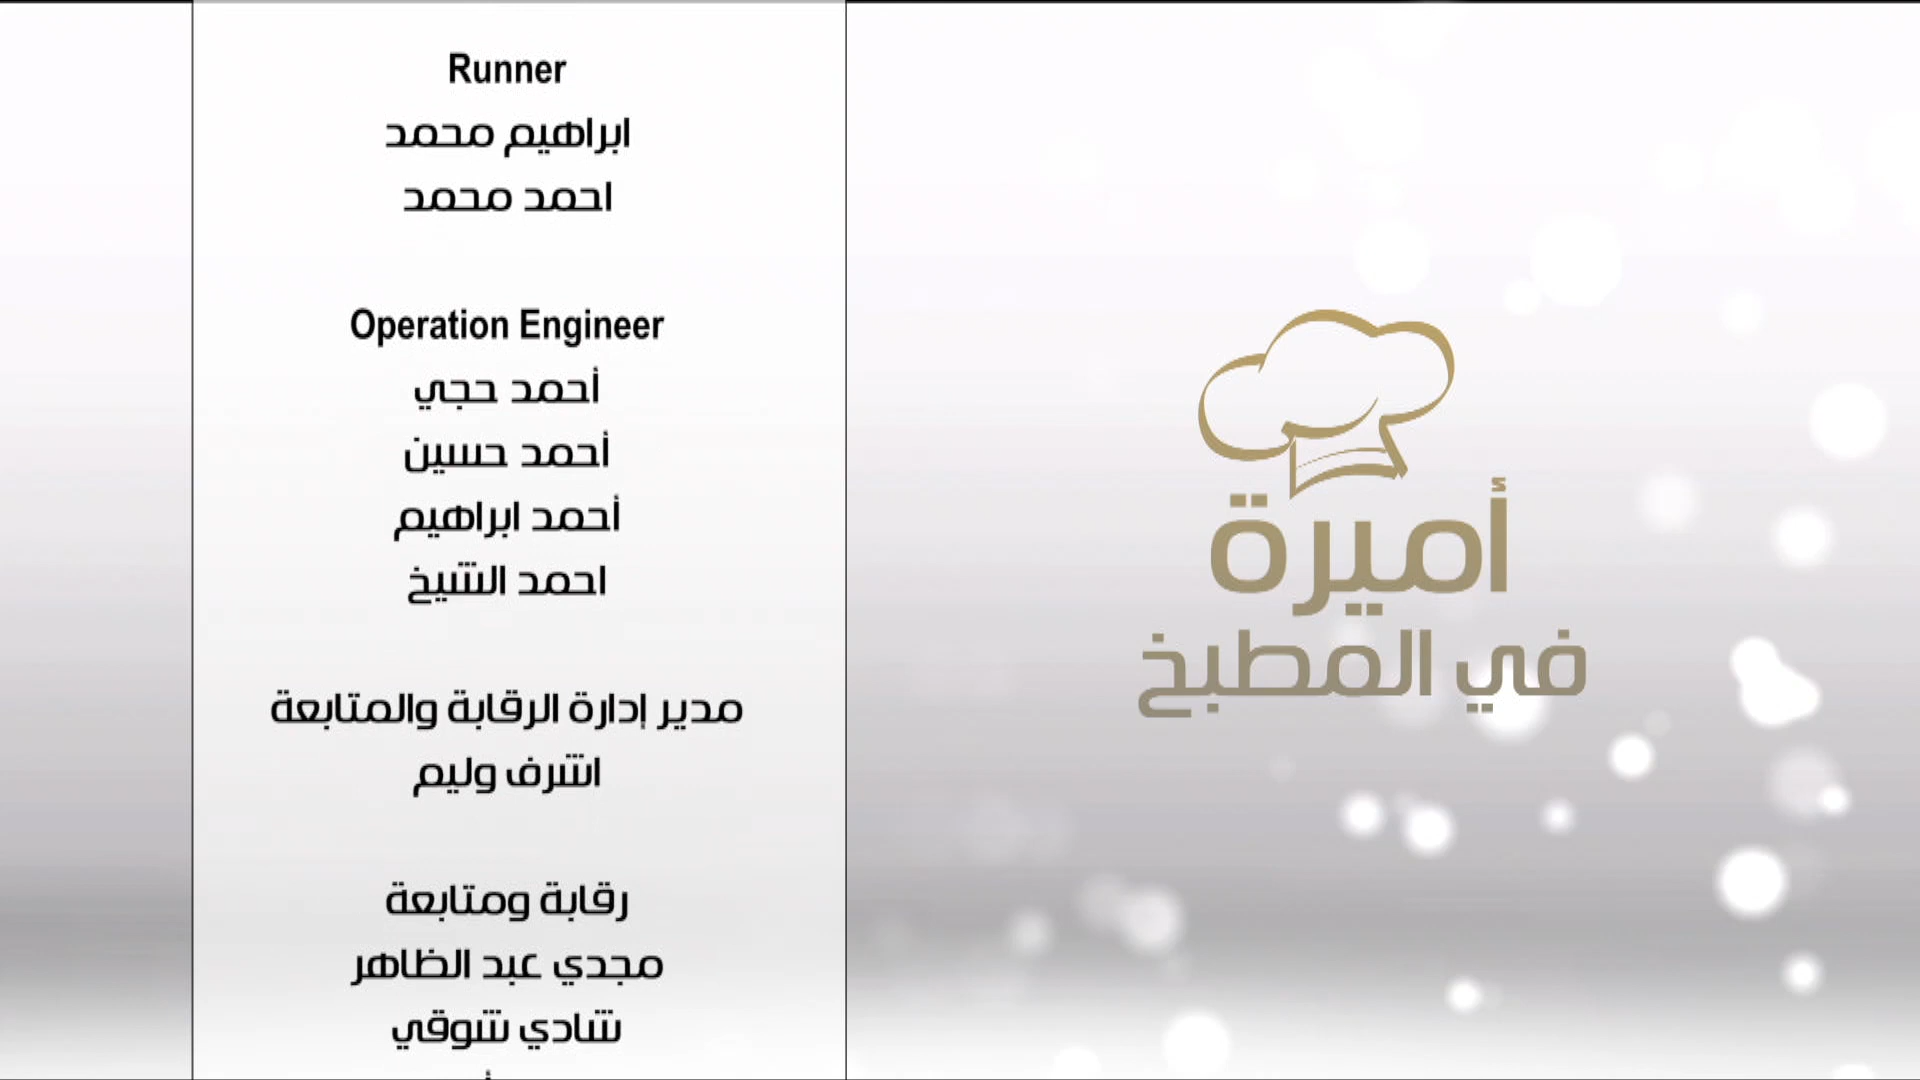 Runner
ابراهيم محمد
احمد محمد
Operation Engineer
أحمد حجي
أحمد حسين
أحمد ابراهيم
احمد الشيخ
مدير إدارة الرقابة والمتابعة
اشرف وليم
رقابة ومتابعة
مجدي عبد الظاهر
شادي شوقي
أميرة
في المطبخ